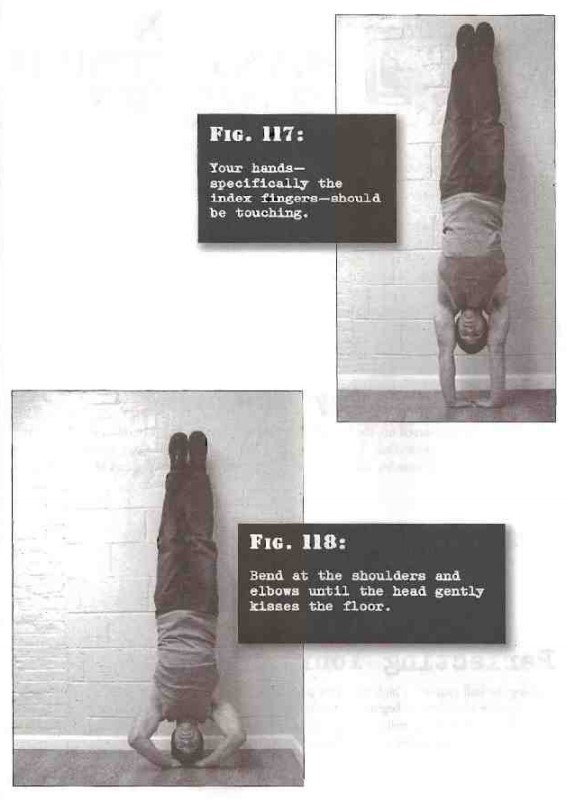 FIG. 117:
Your hands—
specifically the
index fingers—should
be touching.
FIG. 118:
Bend at the shoulders and
elbows until the head gently
kisses the floor.